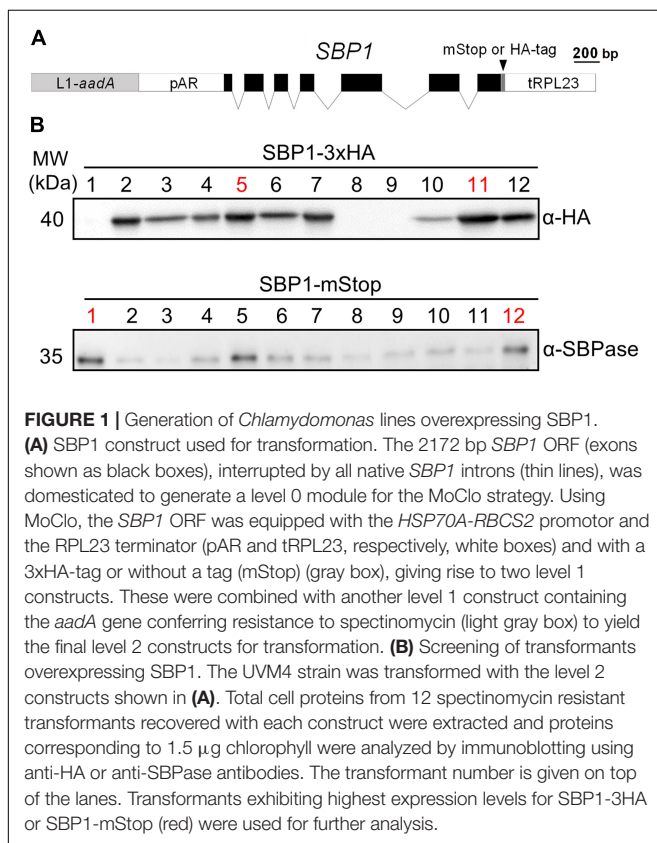 A
SBP1
mStop or HA-tag
200 bp
L1-aadA
pAR
tRPL23
B
MW
(kDa)
SBP1-3xHA
1 2 3 4 5 6 7 8 9 10 11 12
40
α-HA
SBP1-mStop
1 2 3 4 5 6 7 8 9 10 11 12
35
α-SBPase
FIGURE 1 | Generation of Chlamydomonas lines overexpressing SBP1.
(A) SBP1 construct used for transformation. The 2172 bp SBP1 ORF (exons
shown as black boxes), interrupted by all native SBP1 introns (thin lines), was
domesticated to generate a level 0 module for the MoClo strategy. Using
MoClo, the SBP1 ORF was equipped with the HSP70A-RBCS2 promotor and
the RPL23 terminator (pAR and tRPL23, respectively, white boxes) and with a
3xHA-tag or without a tag (mStop) (gray box), giving rise to two level 1
constructs. These were combined with another level 1 construct containing
the aadA gene conferring resistance to spectinomycin (light gray box) to yield
the final level 2 constructs for transformation. (B) Screening of transformants
overexpressing SBP1. The UVM4 strain was transformed with the level 2
constructs shown in (A). Total cell proteins from 12 spectinomycin resistant
transformants recovered with each construct were extracted and proteins
corresponding to 1.5 μg chlorophyll were analyzed by immunoblotting using
anti-HA or anti-SBPase antibodies. The transformant number is given on top
of the lanes. Transformants exhibiting highest expression levels for SBP1-3HA
or SBP1-mStop (red) were used for further analysis.